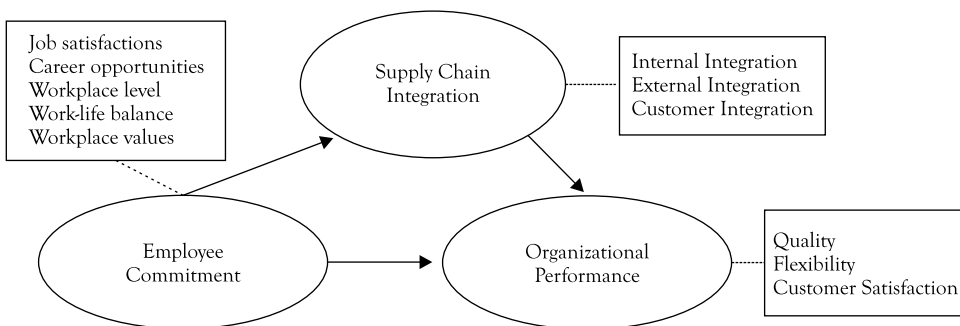 Job satisfactions
Career opportunities
Workplace level
Work-life balance
Workplace values
Supply Chain
Integration
Internal Integration
External Integration
Customer Integration
Employee
Commitment
Organizational
Performance
Quality
Flexibility
Customer Satisfaction